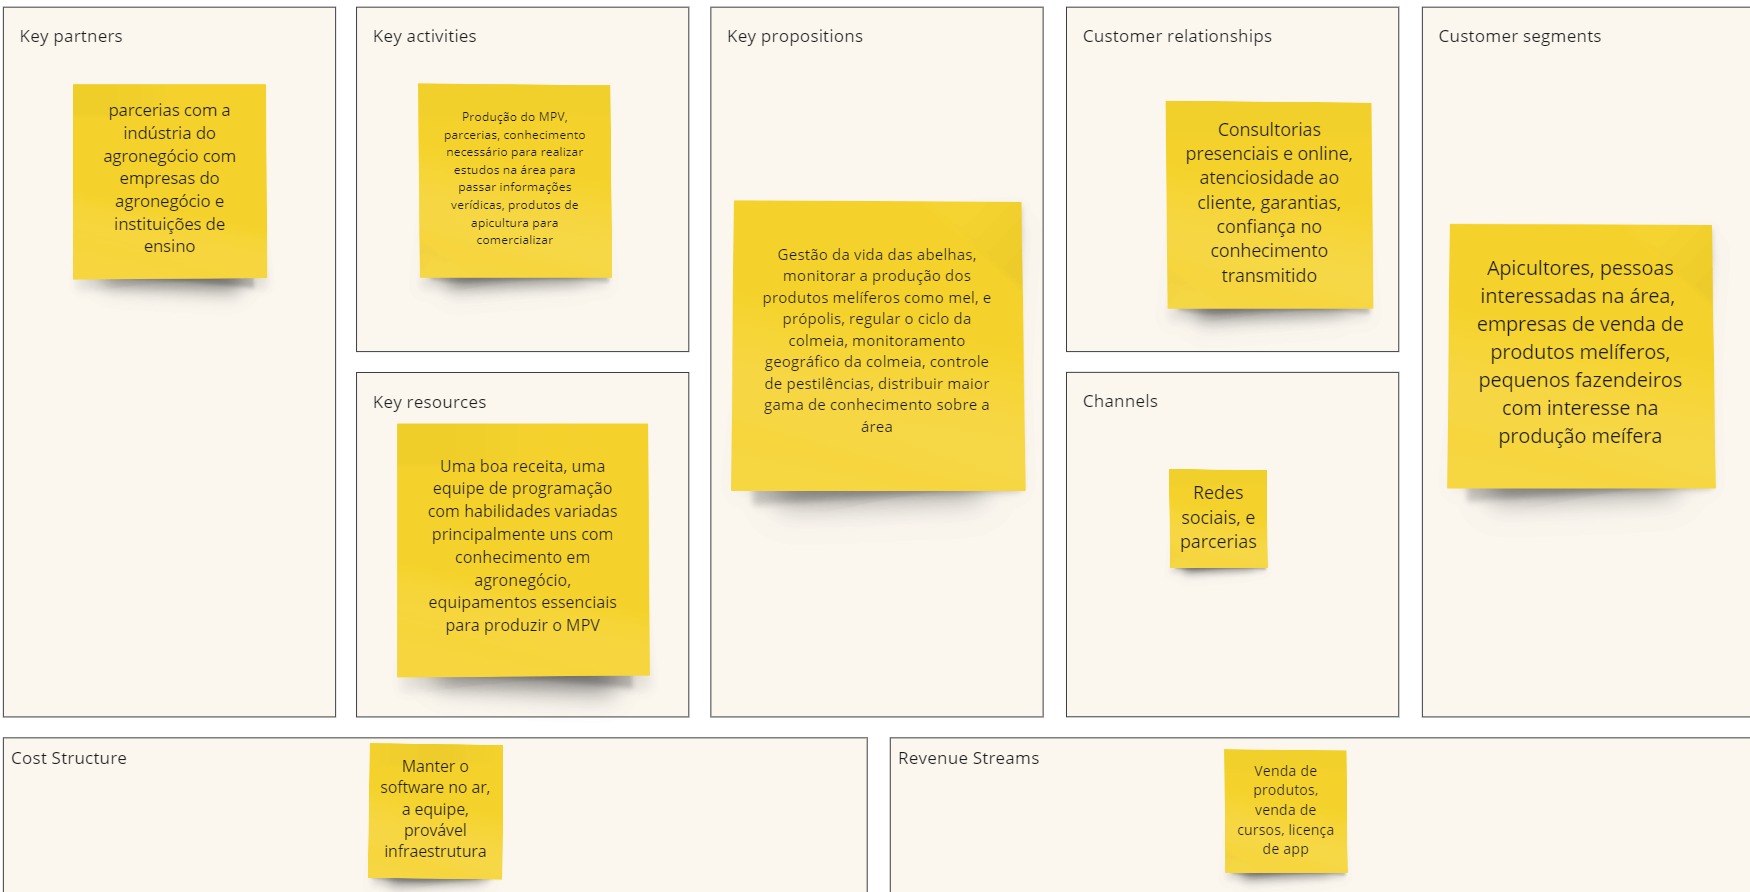 Key partners
parcerias com a
indústria do
agronegócio com
empresas do
agronegócio e
instituições de
ensino
Key activities
Produção do MPV,
parcerias, conhecimento
necessário para realizar
estudos na área para
passar informações
verídicas, produtos de
apicultura para
comercializar
Key resources
Uma boa receita, uma
equipe de programação
com habilidades variadas
principalmente uns com
conhecimento em
agronegócio,
equipamentos essenciais
para produzir o MPV
Key propositions
Gestão da vida das abelhas,
monitorar a produção dos
produtos melíferos como mel, e
própolis, regular o ciclo da
colmeia, monitoramento
geográfico da colmeia, controle
de pestilências, distribuir maior
gama de conhecimento sobre a
área
Customer relationships
Consultorias
presenciais e online,
atenciosidade ao
cliente, garantias,
confiança no
conhecimento
transmitido
Channels
Redes
sociais, e
parcerias
Customer segments
Apicultores, pessoas
interessadas na área,
empresas de venda de
produtos melíferos,
pequenos fazendeiros
com interesse na
produção meífera
Cost Structure
Manter o
software no ar,
a equipe,
provável
infraestrutura
Revenue Streams
Venda de
produtos,
venda de
cursos, licença
de app